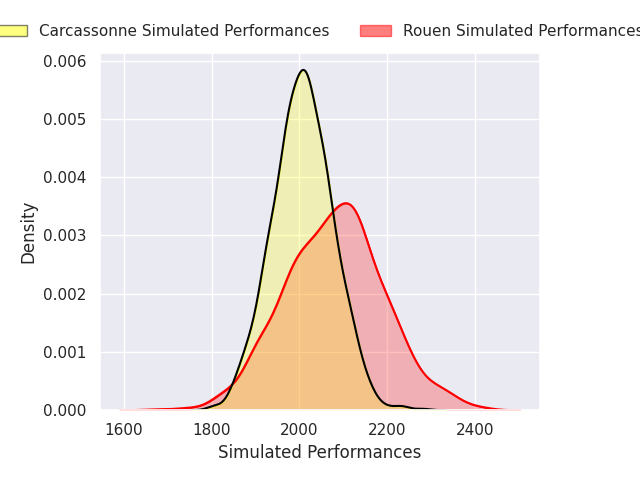 Carcassonne Simulated Performances
Rouen Simulated Performances
0.006
0.005
0.004
0.003
0.002
0.001
0.000
Density
1600 1800 2000 2200 2400
Simulated Performances